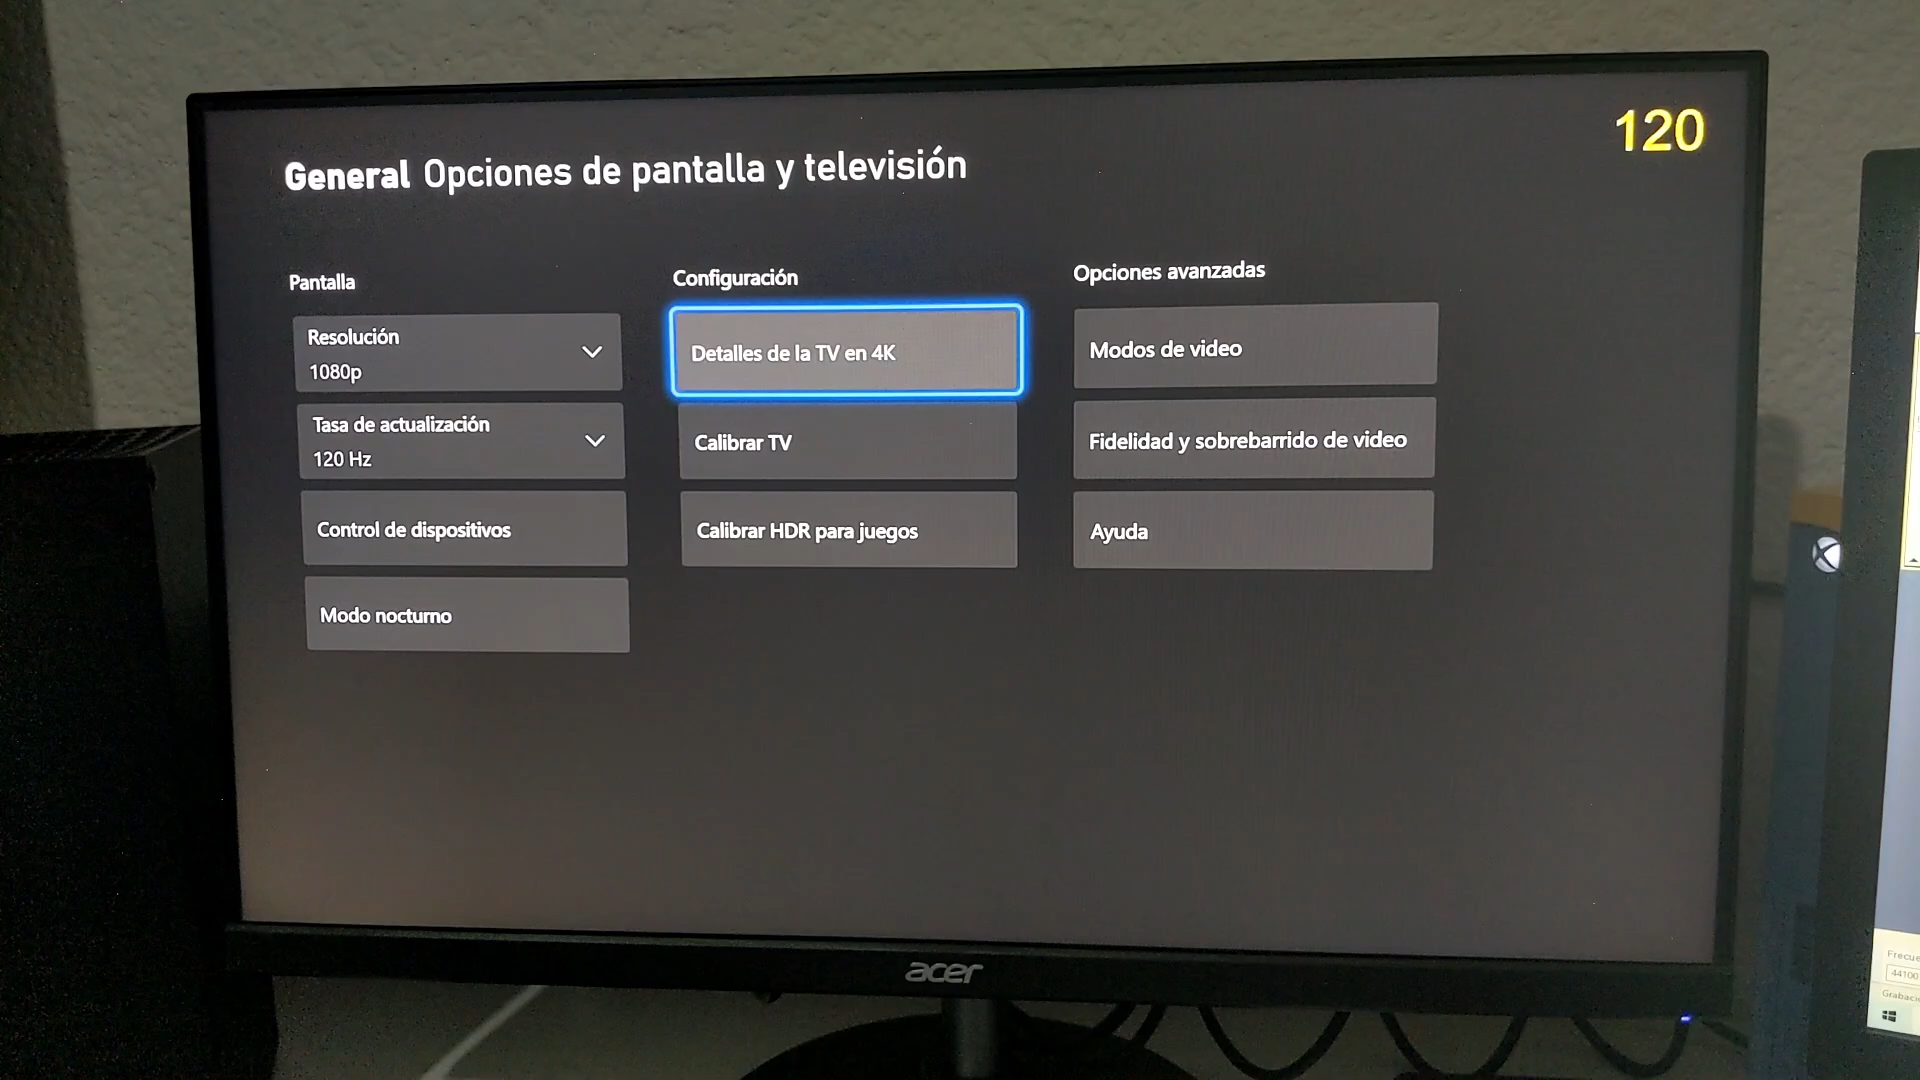 120
General Opciones de pantalla y televisión
Pantalla
Resolución
1080p
Tasa de actualización
120 Hz
Control de dispositivos
Modo nocturno
Configuración
Detalles de la TV en 4K
Calibrar TV
Calibrar HDR para juegos
Opciones avanzadas
Modos de video
Fidelidad y sobrebarrido de video
Ayuda
acer
44100